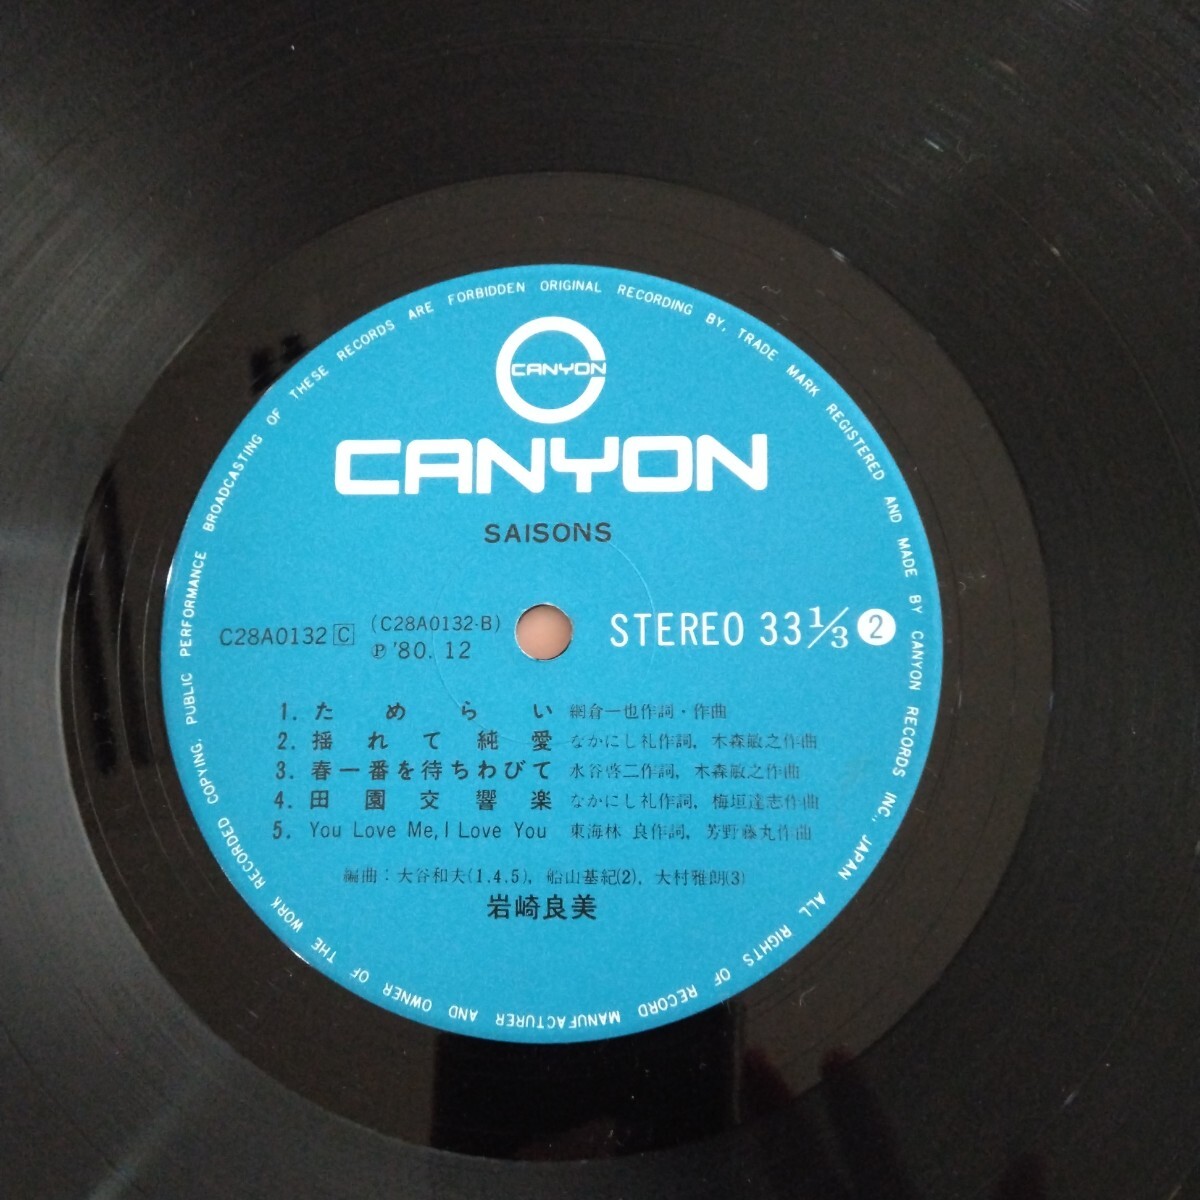 CANYON
CANYON
SAISONS
C28A0132 C (C28A0132-B)
Ⓟ '80. 12
STEREO 33 1/3 2
1. ためらい 網倉一也作詞・作曲
2. 揺れて純愛 なかにし礼作詞, 木森敏之作曲
3. 春一番を待ちわびて 水谷啓二作詞, 木森敏之作曲
4. 田園交響楽 なかにし礼作詞, 梅垣達志作曲
5. You Love Me, I Love You 東海林 良作詞, 芳野藤丸作曲
編曲：大谷和夫(1.4.5), 船山基紀(2), 大村雅朗(3)
岩崎良美
ALL RIGHTS OF RECORD MANUFACTURER AND OWNER OF THE WORK RECORDED COPYING, PUBLIC PERFORMANCE BROADCASTING OF THESE RECORDS ARE FORBIDDEN ORIGINAL RECORDING BY, TRADE MARK REGISTERED AND MADE BY CANYON RECORDS INC., JAPAN